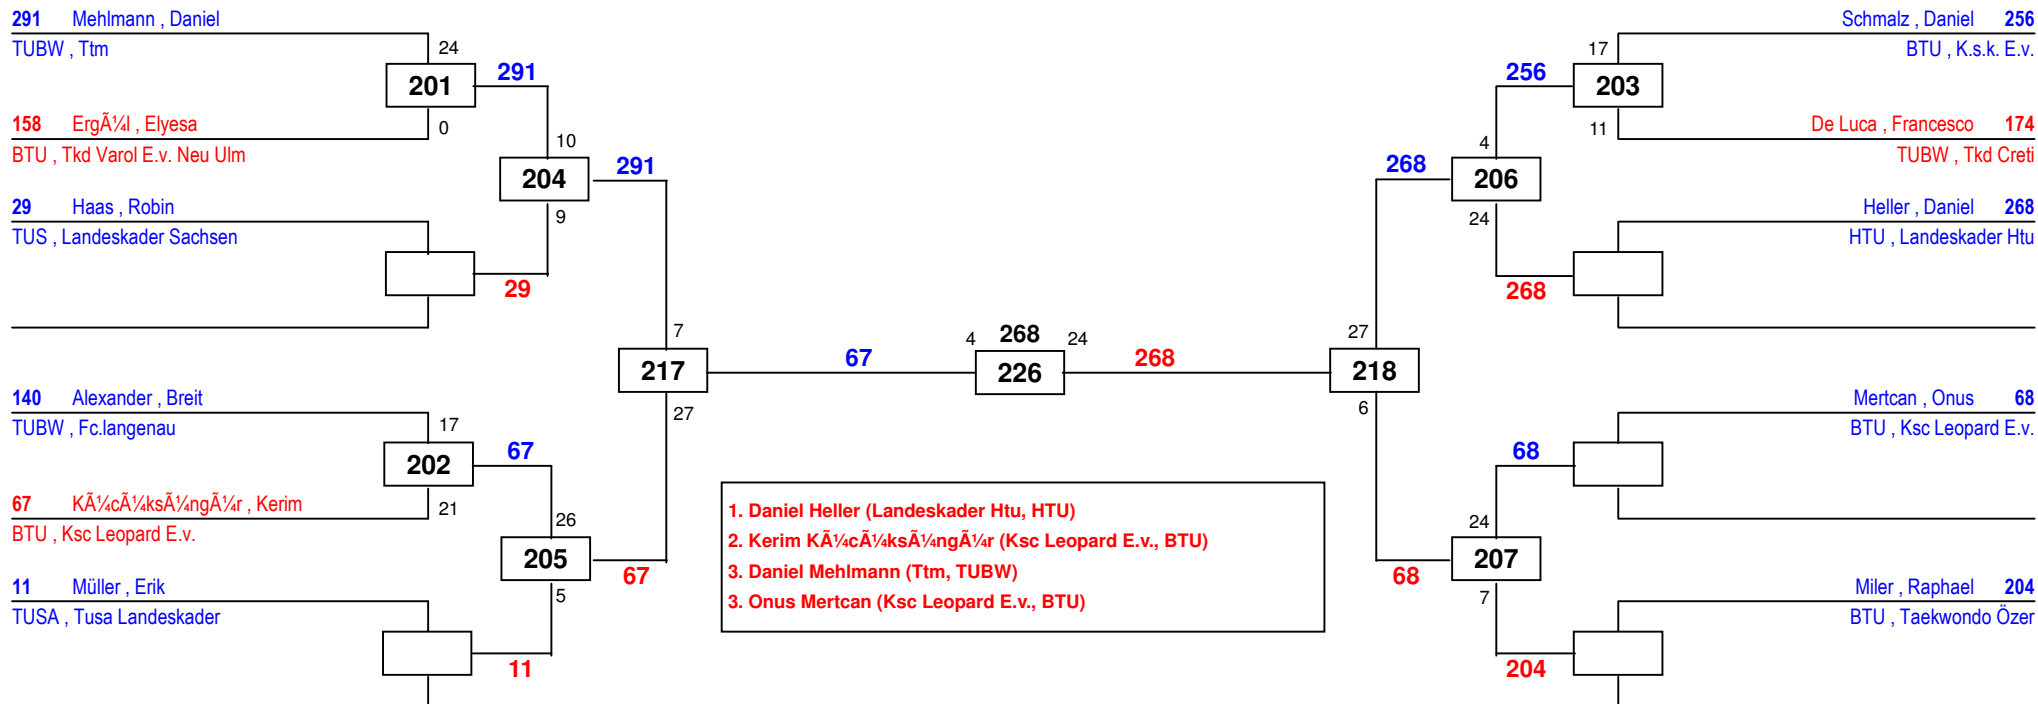 291 Mehlmann , Daniel
TUBW , Ttm
24
201
291
0
158 ErgÃ¼l , Elyesa
BTU , Tkd Varol E.v. Neu Ulm
10
204
291
9
29 Haas , Robin
TUS , Landeskader Sachsen
29
7
217
67
27
140 Alexander , Breit
TUBW , Fc.langenau
17
202
67
21
67 KÃ¼cÃ¼ksÃ¼ngÃ¼r , Kerim
BTU , Ksc Leopard E.v.
26
205
67
5
11 Müller , Erik
TUSA , Tusa Landeskader
11
4 268 24
226
1. Daniel Heller (Landeskader Htu, HTU)
2. Kerim KÃ¼cÃ¼ksÃ¼ngÃ¼r (Ksc Leopard E.v., BTU)
3. Daniel Mehlmann (Ttm, TUBW)
3. Onus Mertcan (Ksc Leopard E.v., BTU)
Schmalz , Daniel 256
BTU , K.s.k. E.v.
17
256
203
11
De Luca , Francesco 174
TUBW , Tkd Creti
4
268
206
24
Heller , Daniel 268
HTU , Landeskader Htu
268
27
268
218
6
Mertcan , Onus 68
BTU , Ksc Leopard E.v.
68
24
207
68
7
Miler , Raphael 204
BTU , Taekwondo Özer
204